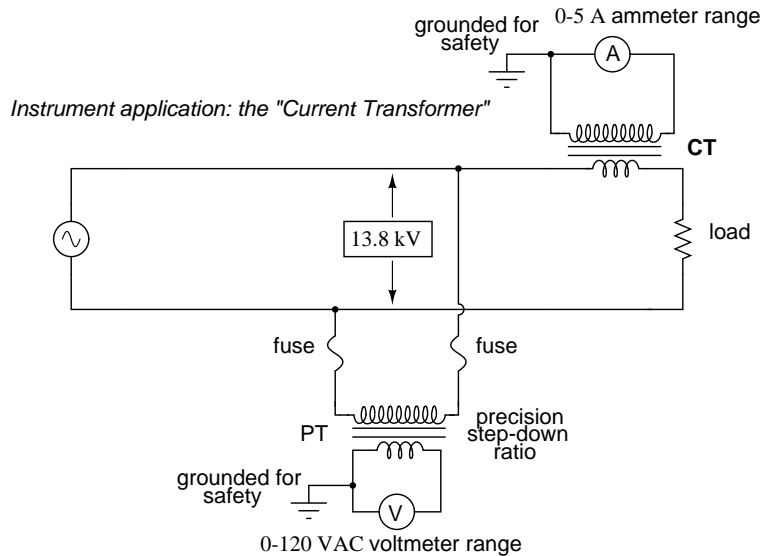 0-5 A ammeter range
grounded for
safety
A
Instrument application: the "Current Transformer"
CT
13.8 kV
load
fuse
fuse
PT
precision
step-down
ratio
grounded for
safety
V
0-120 VAC voltmeter range